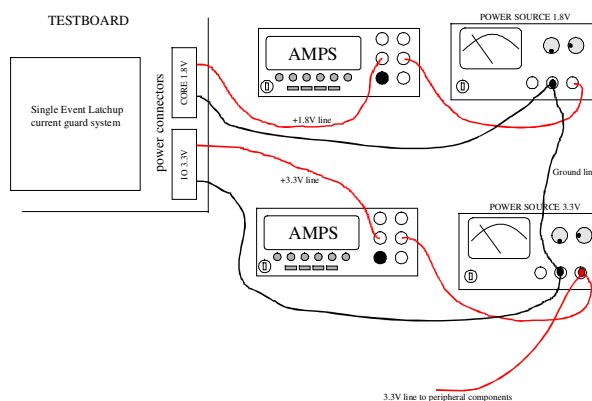 TESTBOARD
POWER SOURCE 1.8V
AMPS
CORE 1.8V
Single Event Latchup
current guard system
power connectors
+1.8V line
IO 3.3V
Ground line
+3.3V line
POWER SOURCE 3.3V
AMPS
3.3V line to peripheral components